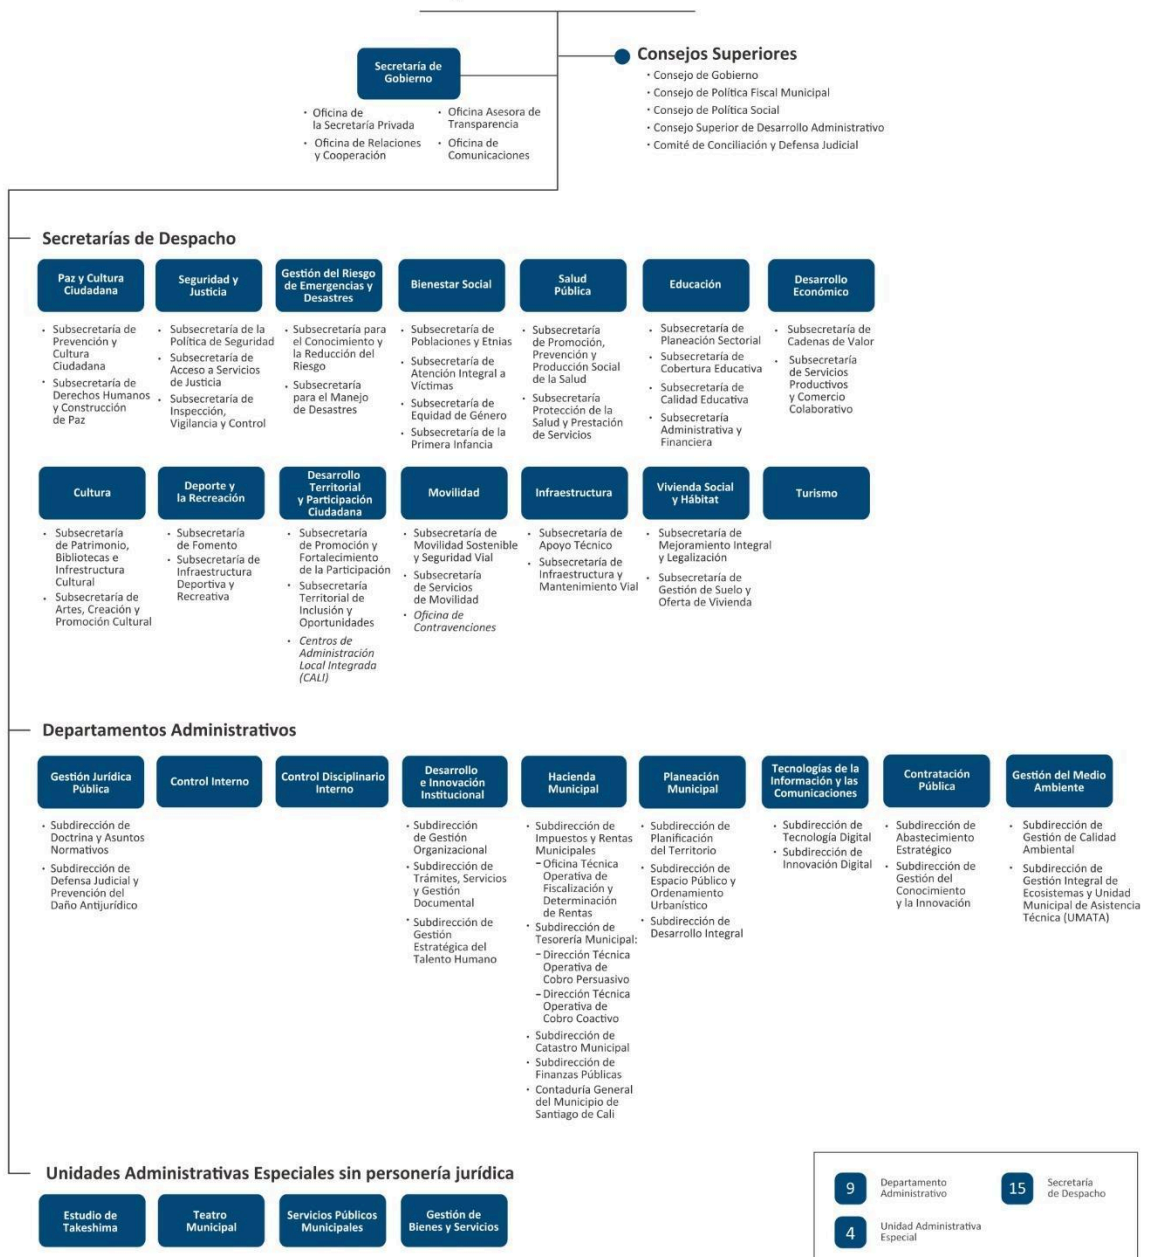 Secretaría de
Gobierno
• Oficina de
la Secretaría Privada
• Oficina de Relaciones
y Cooperación
• Oficina Asesora de
Transparencia
• Oficina de
Comunicaciones
Consejos Superiores
• Consejo de Gobierno
• Consejo de Política Fiscal Municipal
• Consejo de Política Social
• Consejo Superior de Desarrollo Administrativo
• Comité de Conciliación y Defensa Judicial
Secretarías de Despacho
Paz y Cultura
Ciudadana
• Subsecretaría de
Prevención y
Cultura
Ciudadana
• Subsecretaría de
Derechos Humanos
y Construcción
de Paz
Seguridad y
Justicia
• Subsecretaría de la
Política de Seguridad
• Subsecretaría de
Acceso a Servicios
de Justicia
• Subsecretaría de
Inspección,
Vigilancia y Control
Gestión del Riesgo
de Emergencias y
Desastres
• Subsecretaría para
el Conocimiento y
la Reducción del
Riesgo
• Subsecretaría
para el Manejo
de Desastres
Bienestar Social
• Subsecretaría de
Poblaciones y Etnias
• Subsecretaría de
Atención Integral a
Víctimas
• Subsecretaría de
Equidad de Género
• Subsecretaría de la
Primera Infancia
Salud
Pública
• Subsecretaría
de Promoción,
Prevención y
Producción Social
de la Salud
• Subsecretaría
Protección de la
Salud y Prestación
de Servicios
Educación
• Subsecretaría de
Planeación Sectorial
• Subsecretaría de
Cobertura Educativa
• Subsecretaría de
Calidad Educativa
• Subsecretaría
Administrativa y
Financiera
Desarrollo
Económico
• Subsecretaría de
Cadenas de Valor
• Subsecretaría
de Servicios
Productivos
y Comercio
Colaborativo
Cultura
• Subsecretaría
de Patrimonio,
Bibliotecas e
Infrestructura
Cultural
• Subsecretaría de
Artes, Creación y
Promoción Cultural
Deporte y
la Recreación
• Subsecretaría
de Fomento
• Subsecretaría de
Infraestructura
Deportiva y
Recreativa
Desarrollo
Territorial
y Participación
Ciudadana
• Subsecretaría
de Promoción y
Fortalecimiento
de la Participación
• Subsecretaría
Territorial de
Inclusión y
Oportunidades
• Centros de
Administración
Local Integrada
(CALI)
Movilidad
• Subsecretaría de
Movilidad Sostenible
y Seguridad Vial
• Subsecretaría
de Servicios
de Movilidad
• Oficina de
Contravenciones
Infraestructura
• Subsecretaría de
Apoyo Técnico
• Subsecretaría de
Infraestructura y
Mantenimiento Vial
Vivienda Social
y Hábitat
• Subsecretaría de
Mejoramiento Integral
y Legalización
• Subsecretaría de
Gestión de Suelo y
Oferta de Vivienda
Turismo
Departamentos Administrativos
Gestión Jurídica
Pública
• Subdirección de
Doctrina y Asuntos
Normativos
• Subdirección de
Defensa Judicial y
Prevención del
Daño Antijurídico
Control Interno
Control Disciplinario
Interno
Desarrollo
e Innovación
Institucional
• Subdirección
de Gestión
Organizacional
• Subdirección de
Trámites, Servicios
y Gestión
Documental
• Subdirección de
Gestión
Estratégica del
Talento Humano
Hacienda
Municipal
• Subdirección de
Impuestos y Rentas
Municipales
– Oficina Técnica
Operativa de
Fiscalización y
Determinación
de Rentas
• Subdirección de
Tesorería Municipal:
– Dirección Técnica
Operativa de
Cobro Persuasivo
– Dirección Técnica
Operativa de
Cobro Coactivo
• Subdirección de
Catastro Municipal
• Subdirección de
Finanzas Públicas
• Contaduría General
del Municipio de
Santiago de Cali
Planeación
Municipal
• Subdirección de
Planificación
del Territorio
• Subdirección de
Espacio Público y
Ordenamiento
Urbanístico
• Subdirección de
Desarrollo Integral
Tecnologías de la
Información y las
Comunicaciones
• Subdirección de
Tecnología Digital
• Subdirección de
Innovación Digital
Contratación
Pública
• Subdirección de
Abastecimiento
Estratégico
• Subdirección de
Gestión del
Conocimiento
y la Innovación
Gestión del Medio
Ambiente
• Subdirección de
Gestión de Calidad
Ambiental
• Subdirección de
Gestión Integral de
Ecosistemas y Unidad
Municipal de Asistencia
Técnica (UMATA)
Unidades Administrativas Especiales sin personería jurídica
Estudio de
Takeshima
Teatro
Municipal
Servicios Públicos
Municipales
Gestión de
Bienes y Servicios
9
Departamento
Administrativo
15
Secretaría
de Despacho
4
Unidad Administrativa
Especial